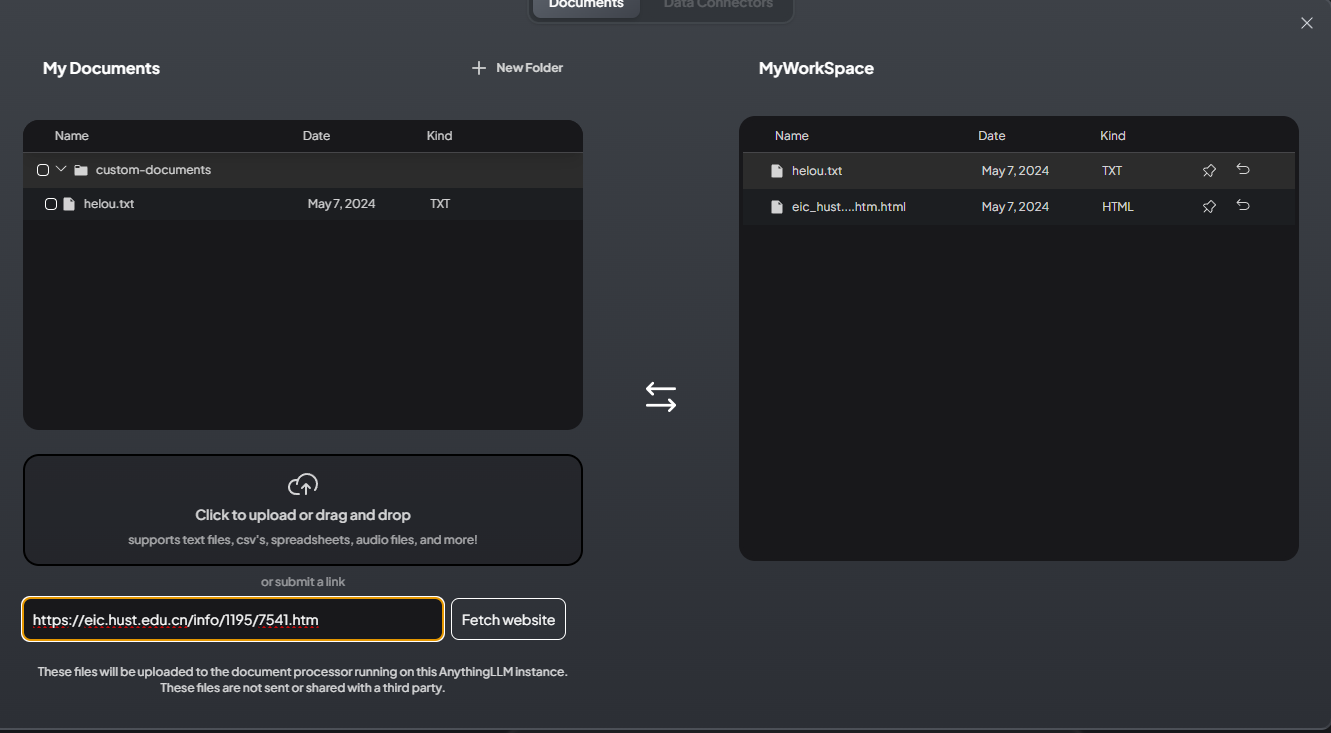 Documents
Data Connectors
My Documents
New Folder
MyWorkSpace
Name Date Kind
custom-documents
helou.txt May 7, 2024 TXT
Name Date Kind
helou.txt May 7, 2024 TXT
eic_hust....htm.html May 7, 2024 HTML
Click to upload or drag and drop
supports text files, csv's, spreadsheets, audio files, and more!
or submit a link
https://eic.hust.edu.cn/info/1195/7541.htm
Fetch website
These files will be uploaded to the document processor running on this AnythingLLM instance.
These files are not sent or shared with a third party.